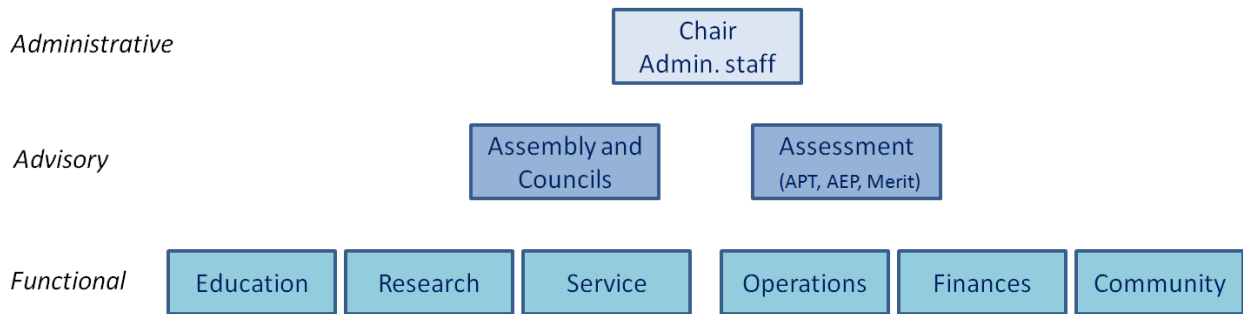 Administrative
Chair
Admin. staff
Advisory
Assembly and
Councils
Assessment
(APT, AEP, Merit)
Functional
Education
Research
Service
Operations
Finances
Community